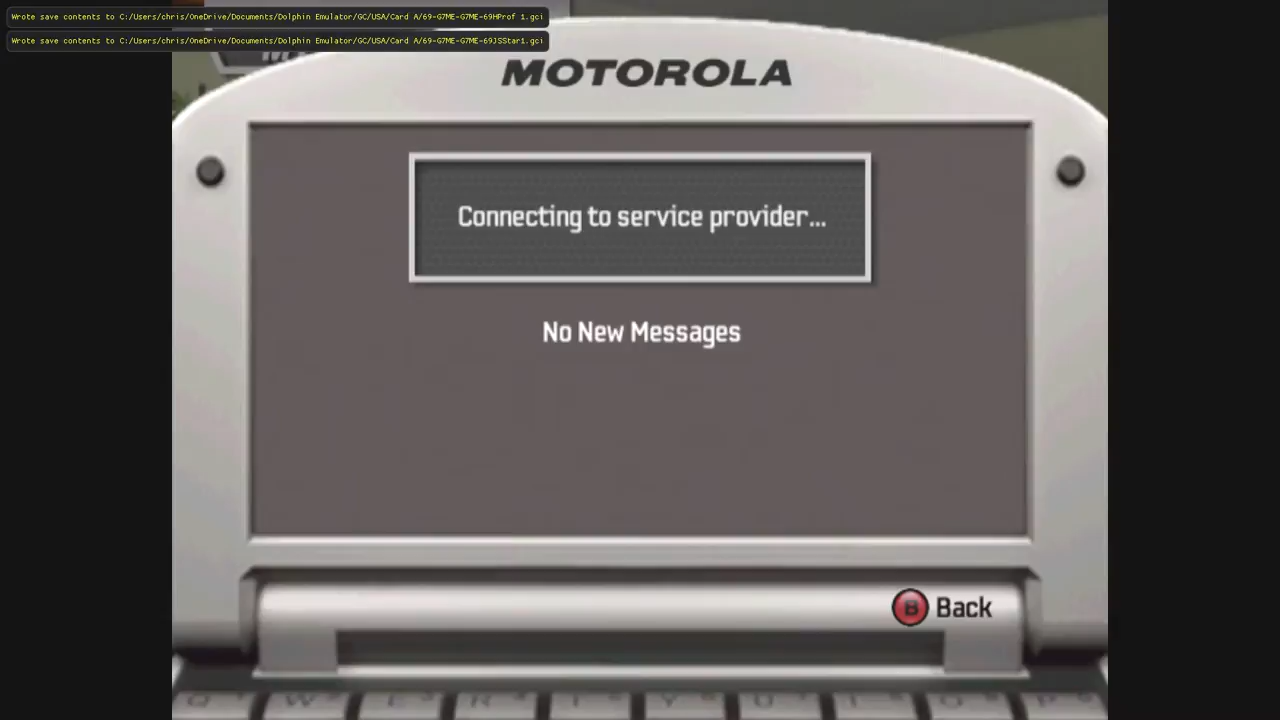 Wrote save contents to C:/Users/chris/OneDrive/Documents/Dolphin Emulator/GC/USA/Card A/69-G7ME-G7ME-69HProf 1.gci
Wrote save contents to C:/Users/chris/OneDrive/Documents/Dolphin Emulator/GC/USA/Card A/69-G7ME-G7ME-69JSStar1.gci
MOTOROLA
Connecting to service provider...
No New Messages
B Back
Q W E R T Y U I O P